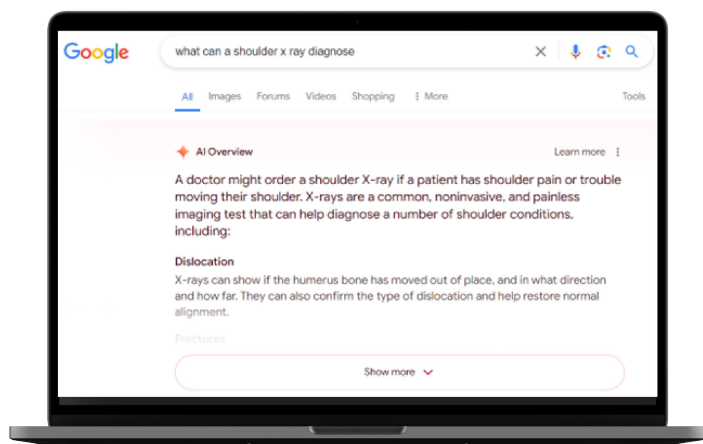 Google
what can a shoulder x ray diagnose
All Images Forums Videos Shopping More Tools
AI Overview Learn more
A doctor might order a shoulder X-ray if a patient has shoulder pain or trouble
moving their shoulder. X-rays are a common, noninvasive, and painless
imaging test that can help diagnose a number of shoulder conditions,
including:
Dislocation
X-rays can show if the humerus bone has moved out of place, and in what direction
and how far. They can also confirm the type of dislocation and help restore normal
alignment.
Fractures
Show more